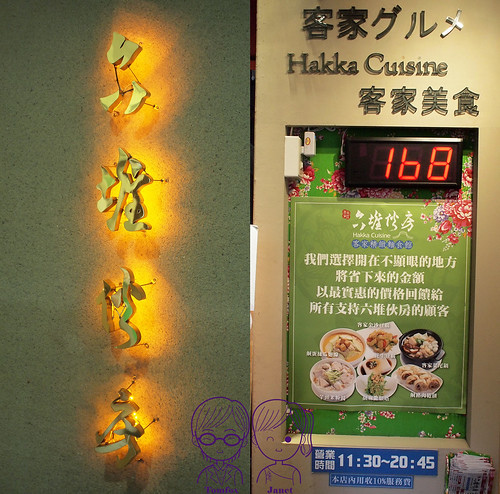 六堆伙房
客家グルメ
Hakka Cuisine
客家美食
168
六堆伙房
Hakka Cuisine
客家精緻麵食館
我們選擇開在不顯眼的地方
將省下來的金額
以最實惠的價格回饋給
所有支持六堆伙房的顧客
營業時間 11:30~20:45
本店內用收10%服務費
Fonfon Janet